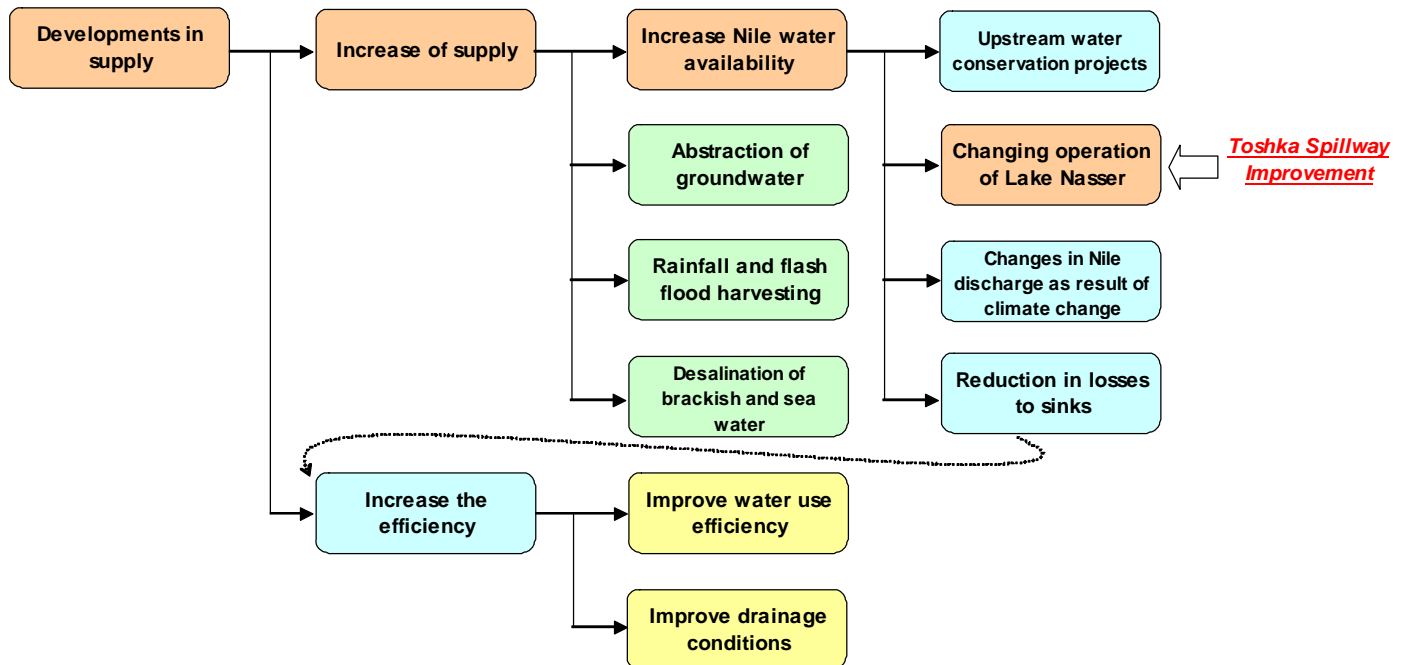 Developments in
supply
Increase of supply
Increase Nile water
availability
Upstream water
conservation projects
Abstraction of
groundwater
Changing operation
of Lake Nasser
Toshka Spillway
Improvement
Rainfall and flash
flood harvesting
Changes in Nile
discharge as result of
climate change
Desalination of
brackish and sea
water
Reduction in losses
to sinks
Increase the
efficiency
Improve water use
efficiency
Improve drainage
conditions